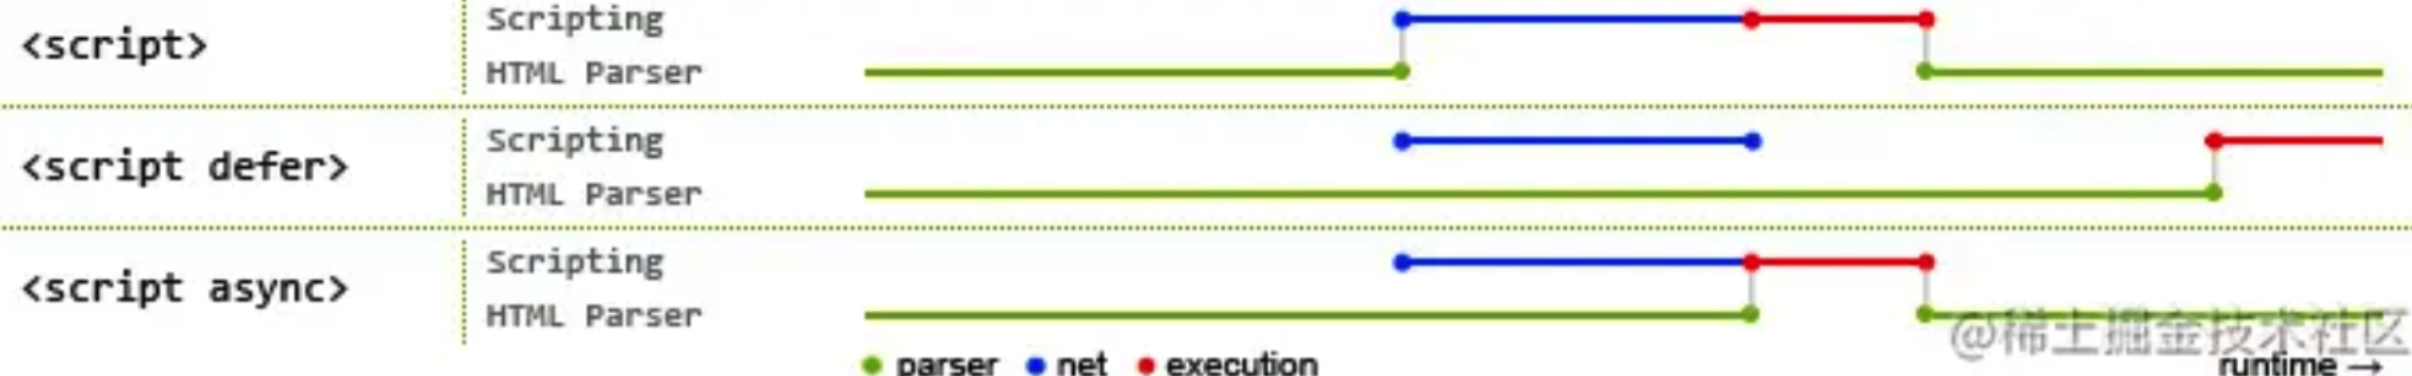 <script>
Scripting
HTML Parser
<script defer>
Scripting
HTML Parser
<script async>
Scripting
HTML Parser
@稀土掘金技术社区
parser net execution
runtime →